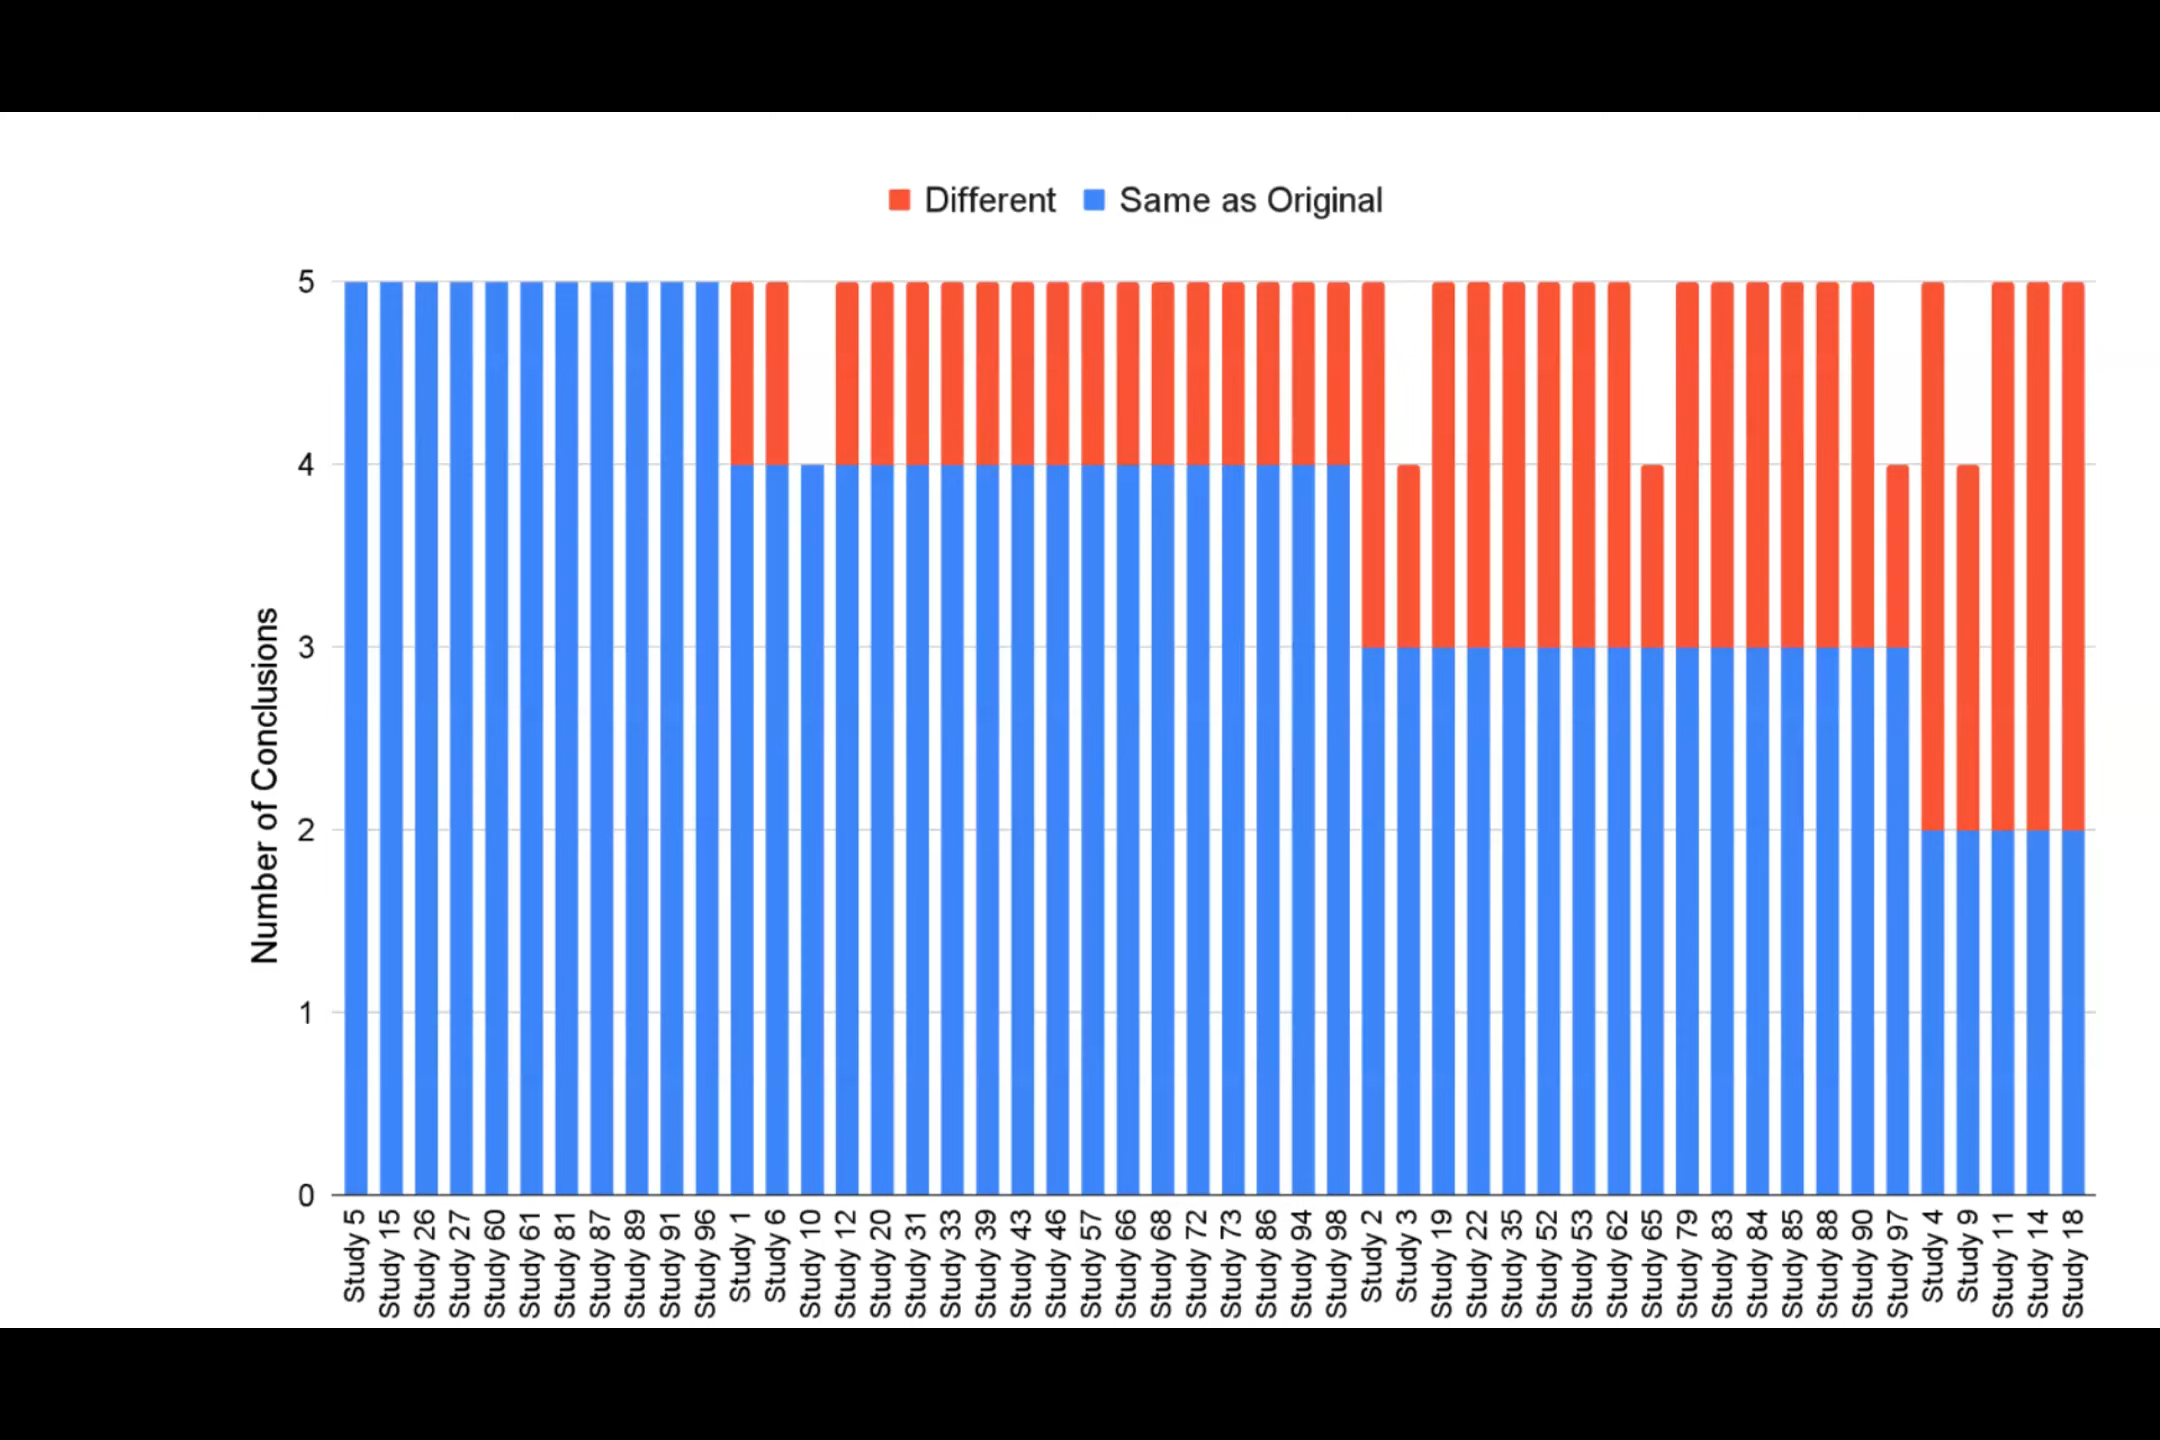 Different Same as Original
5
4
3
2
1
0
Number of Conclusions
Study 5
Study 15
Study 26
Study 27
Study 60
Study 61
Study 81
Study 87
Study 89
Study 91
Study 96
Study 1
Study 6
Study 10
Study 12
Study 20
Study 31
Study 33
Study 39
Study 43
Study 46
Study 57
Study 66
Study 68
Study 72
Study 73
Study 86
Study 94
Study 98
Study 2
Study 3
Study 19
Study 22
Study 35
Study 52
Study 53
Study 62
Study 65
Study 79
Study 83
Study 84
Study 85
Study 88
Study 90
Study 97
Study 4
Study 9
Study 11
Study 14
Study 18